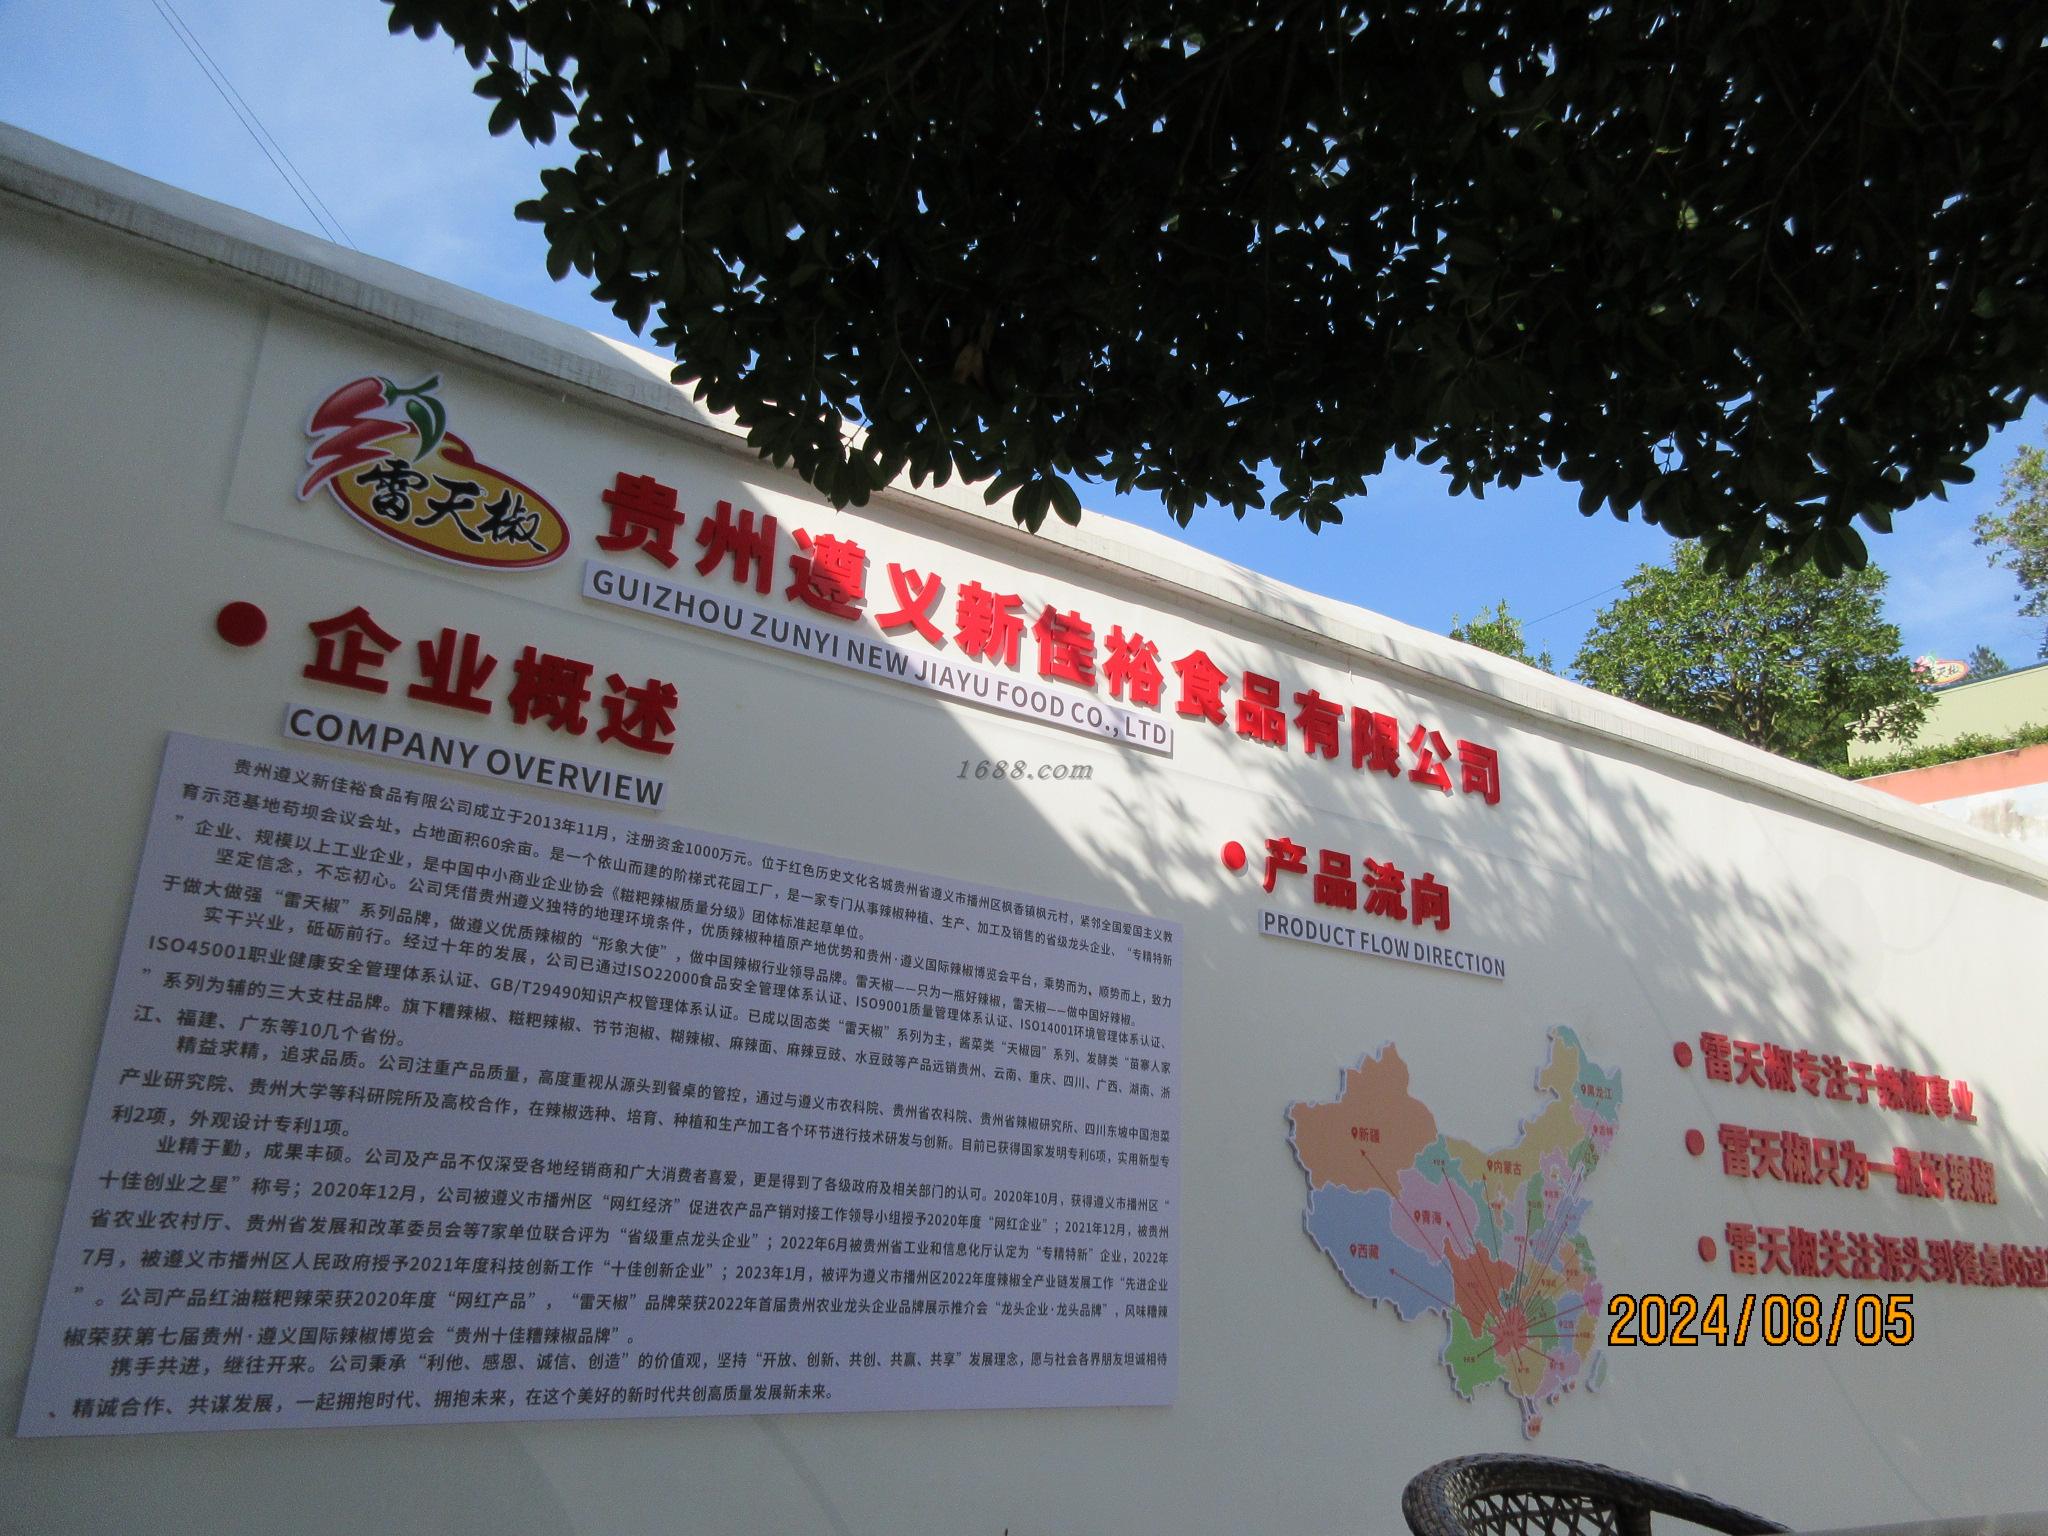 雷天椒
贵州遵义新佳裕食品有限公司
GUIZHOU ZUNYI NEW JIAYU FOOD CO., LTD
企业概述
COMPANY OVERVIEW
1688.com
贵州遵义新佳裕食品有限公司成立于2013年11月，注册资金1000万元。位于红色历史文化名城贵州省遵义市播州区枫香镇枫元村，紧邻全国爱国主义教
育示范基地苟坝会议会址，占地面积60余亩。是一个依山而建的阶梯式花园工厂，是一家专门从事辣椒种植、生产、加工及销售的省级龙头企业、“专精特新
”企业、规模以上工业企业，是中国中小商业企业协会《糍粑辣椒质量分级》团体标准起草单位。
坚定信念，不忘初心。公司凭借贵州遵义独特的地理环境条件，优质辣椒种植原产地优势和贵州·遵义国际辣椒博览会平台，乘势而为、顺势而上，致力
于做大做强“雷天椒”系列品牌，做遵义优质辣椒的“形象大使”，做中国辣椒行业领导品牌。雷天椒——只为一瓶好辣椒，雷天椒——做中国好辣椒。
实干兴业，砥砺前行。经过十年的发展，公司已通过ISO22000食品安全管理体系认证、ISO9001质量管理体系认证、ISO14001环境管理体系认证、
ISO45001职业健康安全管理体系认证、GB/T29490知识产权管理体系认证。已成以固态类“雷天椒”系列为主，酱菜类“天椒园”系列、发酵类“苗寨人家
”系列为辅的三大支柱品牌。旗下糟辣椒、糍粑辣椒、节节泡椒、糊辣椒、麻辣面、麻辣豆豉、水豆豉等产品远销贵州、云南、重庆、四川、广西、湖南、浙
江、福建、广东等10几个省份。
精益求精，追求品质。公司注重产品质量，高度重视从源头到餐桌的管控，通过与遵义市农科院、贵州省农科院、贵州省辣椒研究所、四川东坡中国泡菜
产业研究院、贵州大学等科研院所及高校合作，在辣椒选种、培育、种植和生产加工各个环节进行技术研发与创新。目前已获得国家发明专利6项，实用新型专
利2项，外观设计专利1项。
业精于勤，成果丰硕。公司及产品不仅深受各地经销商和广大消费者喜爱，更是得到了各级政府及相关部门的认可。2020年10月，获得遵义市播州区“
十佳创业之星”称号；2020年12月，公司被遵义市播州区“网红经济”促进农产品产销对接工作领导小组授予2020年度“网红企业”；2021年12月，被贵州
省农业农村厅、贵州省发展和改革委员会等7家单位联合评为“省级重点龙头企业”；2022年6月被贵州省工业和信息化厅认定为“专精特新”企业，2022年
7月，被遵义市播州区人民政府授予2021年度科技创新工作“十佳创新企业”；2023年1月，被评为遵义市播州区2022年度辣椒全产业链发展工作“先进企业
”。公司产品红油糍粑辣荣获2020年度“网红产品”，“雷天椒”品牌荣获2022年首届贵州农业龙头企业品牌展示推介会“龙头企业·龙头品牌”，风味糟辣
椒荣获第七届贵州·遵义国际辣椒博览会“贵州十佳糟辣椒品牌”。
携手共进，继往开来。公司秉承“利他、感恩、诚信、创造”的价值观，坚持“开放、创新、共创、共赢、共享”发展理念，愿与社会各界朋友坦诚相待
、精诚合作、共谋发展，一起拥抱时代、拥抱未来，在这个美好的新时代共创高质量发展新未来。
产品流向
PRODUCT FLOW DIRECTION
黑龙江
吉林
辽宁
新疆
内蒙古
青海
西藏
雷天椒专注于辣椒事业
雷天椒只为一瓶好辣椒
雷天椒关注源头到餐桌的过
2024/08/05